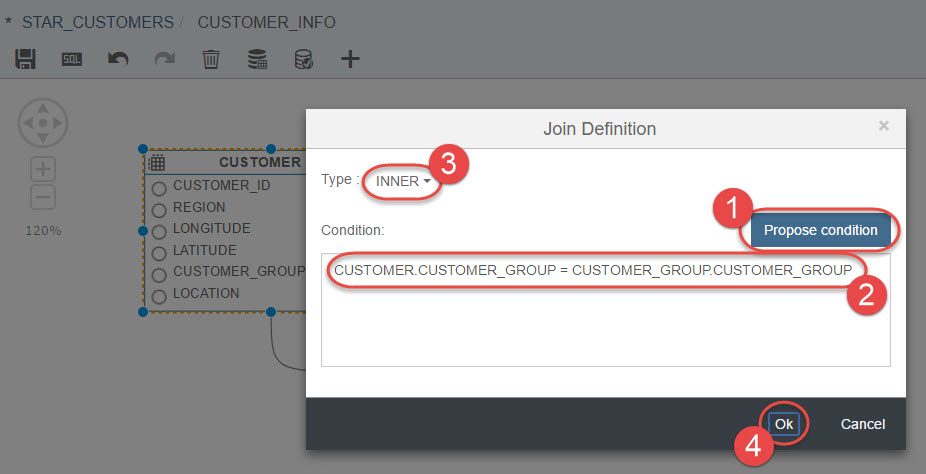 * STAR_CUSTOMERS / CUSTOMER_INFO
SQL
Join Definition ×
CUSTOMER
3
Type : INNER
CUSTOMER_ID
REGION
1
LONGITUDE
Condition: Propose condition
120%
LATITUDE
CUSTOMER_GROUP
CUSTOMER.CUSTOMER_GROUP = CUSTOMER_GROUP.CUSTOMER_GROUP
LOCATION
2
Ok Cancel
4